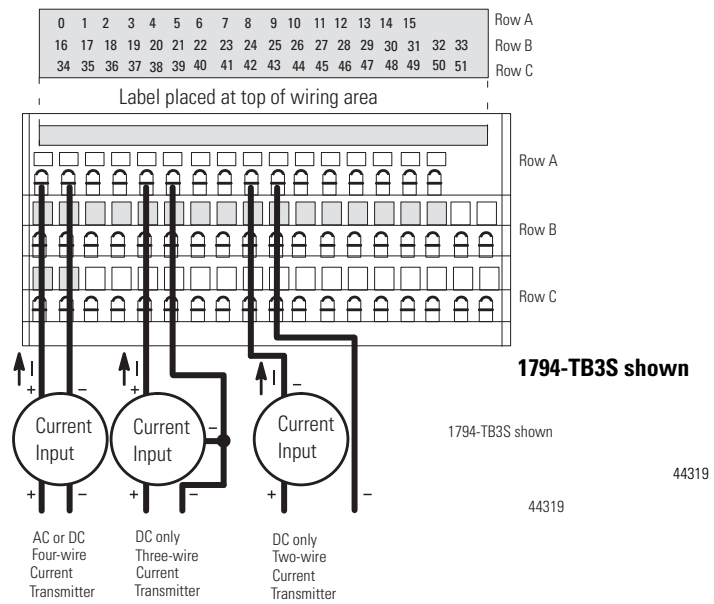 0 1 2 3 4 5 6 7 8 9 10 11 12 13 14 15 Row A
16 17 18 19 20 21 22 23 24 25 26 27 28 29 30 31 32 33 Row B
34 35 36 37 38 39 40 41 42 43 44 45 46 47 48 49 50 51 Row C
Label placed at top of wiring area
Row A
Row B
Row C
1794-TB3S shown
I I I
+ – + –
Current Input
Current Input
–
Current Input
1794-TB3S shown
44319
44319
+ – + – + –
AC or DC
Four-wire
Current
Transmitter
DC only
Three-wire
Current
Transmitter
DC only
Two-wire
Current
Transmitter